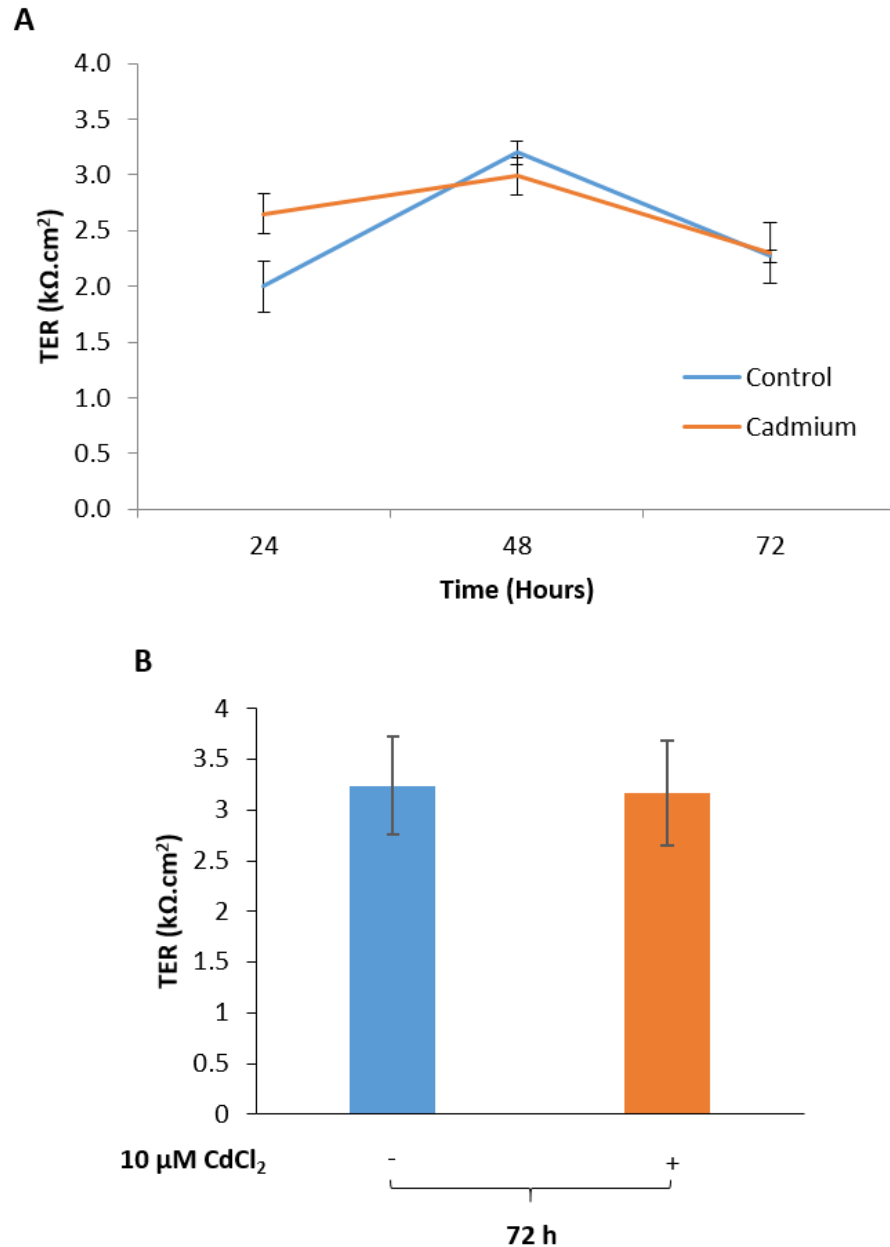 A
4.0
3.5
3.0
2.5
2.0
1.5
1.0
0.5
0.0
TER (kΩ.cm²)
Control
Cadmium
24 48 72
Time (Hours)
B
4
3.5
3
2.5
2
1.5
1
0.5
0
TER (kΩ.cm²)
10 µM CdCl₂ - +
72 h